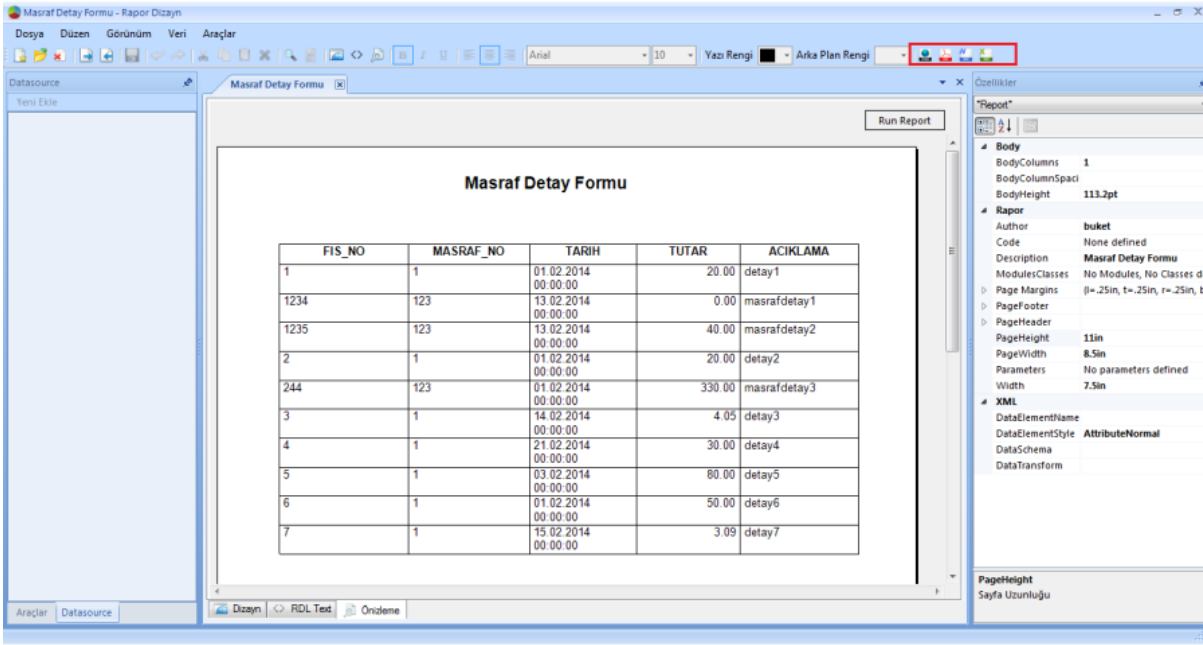 Masraf Detay Formu - Rapor Dizayn
Dosya Düzen Görünüm Veri Araçlar
Arial 10 Yazı Rengi Arka Plan Rengi
Datasource
Yeni Ekle
Masraf Detay Formu
Run Report
Masraf Detay Formu
FIS_NO MASRAF_NO TARIH TUTAR ACIKLAMA
1 1 01.02.2014 20.00 detay1
00:00:00
1234 123 13.02.2014 0.00 masrafdetay1
00:00:00
1235 123 13.02.2014 40.00 masrafdetay2
00:00:00
2 1 01.02.2014 20.00 detay2
00:00:00
244 123 01.02.2014 330.00 masrafdetay3
00:00:00
3 1 14.02.2014 4.05 detay3
00:00:00
4 1 21.02.2014 30.00 detay4
00:00:00
5 1 03.02.2014 80.00 detay5
00:00:00
6 1 01.02.2014 50.00 detay6
00:00:00
7 1 15.02.2014 3.09 detay7
00:00:00
Araçlar Datasource
Dizayn RDL Text Önizleme
Özellikler
"Report"
Body
BodyColumns 1
BodyColumnSpaci
BodyHeight 113.2pt
Rapor
Author buket
Code None defined
Description Masraf Detay Formu
ModulesClasses No Modules, No Classes d
Page Margins (l=.25in, t=.25in, r=.25in, b
PageFooter
PageHeader
PageHeight 11in
PageWidth 8.5in
Parameters No parameters defined
Width 7.5in
XML
DataElementName
DataElementStyle AttributeNormal
DataSchema
DataTransform
PageHeight
Sayfa Uzunluğu